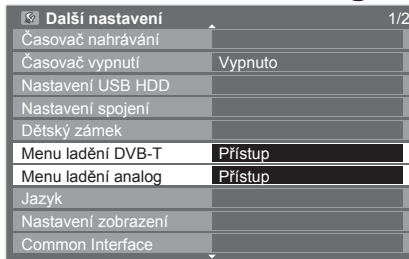 Další nastavení 1/2
Časovač nahrávání
Časovač vypnutí Vypnuto
Nastavení USB HDD
Nastavení spojení
Dětský zámek
Menu ladění DVB-T Přístup
Menu ladění analog Přístup
Jazyk
Nastavení zobrazení
Common Interface